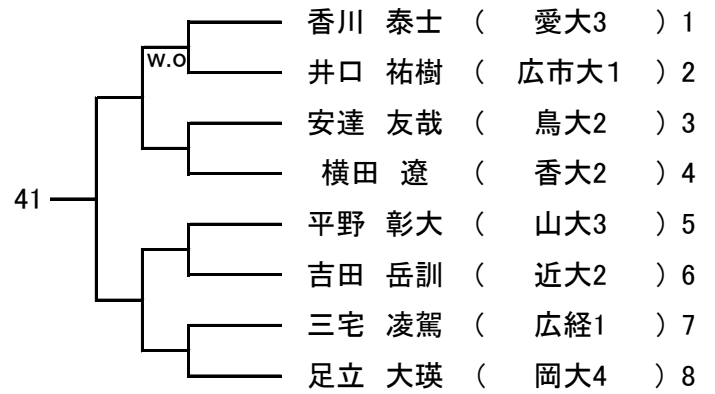 香川 泰士 ( 愛大3 ) 1
w.o
井口 祐樹 ( 広市大1 ) 2
安達 友哉 ( 鳥大2 ) 3
横田 遼 ( 香大2 ) 4
41
平野 彰大 ( 山大3 ) 5
吉田 岳訓 ( 近大2 ) 6
三宅 凌駕 ( 広経1 ) 7
足立 大瑛 ( 岡大4 ) 8